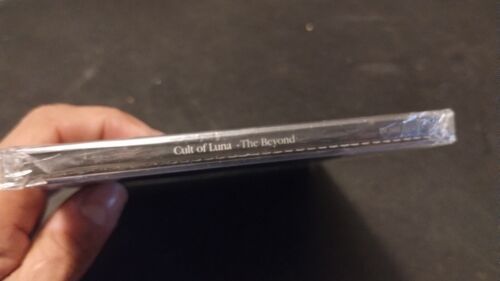 Cult of Luna -The Beyond